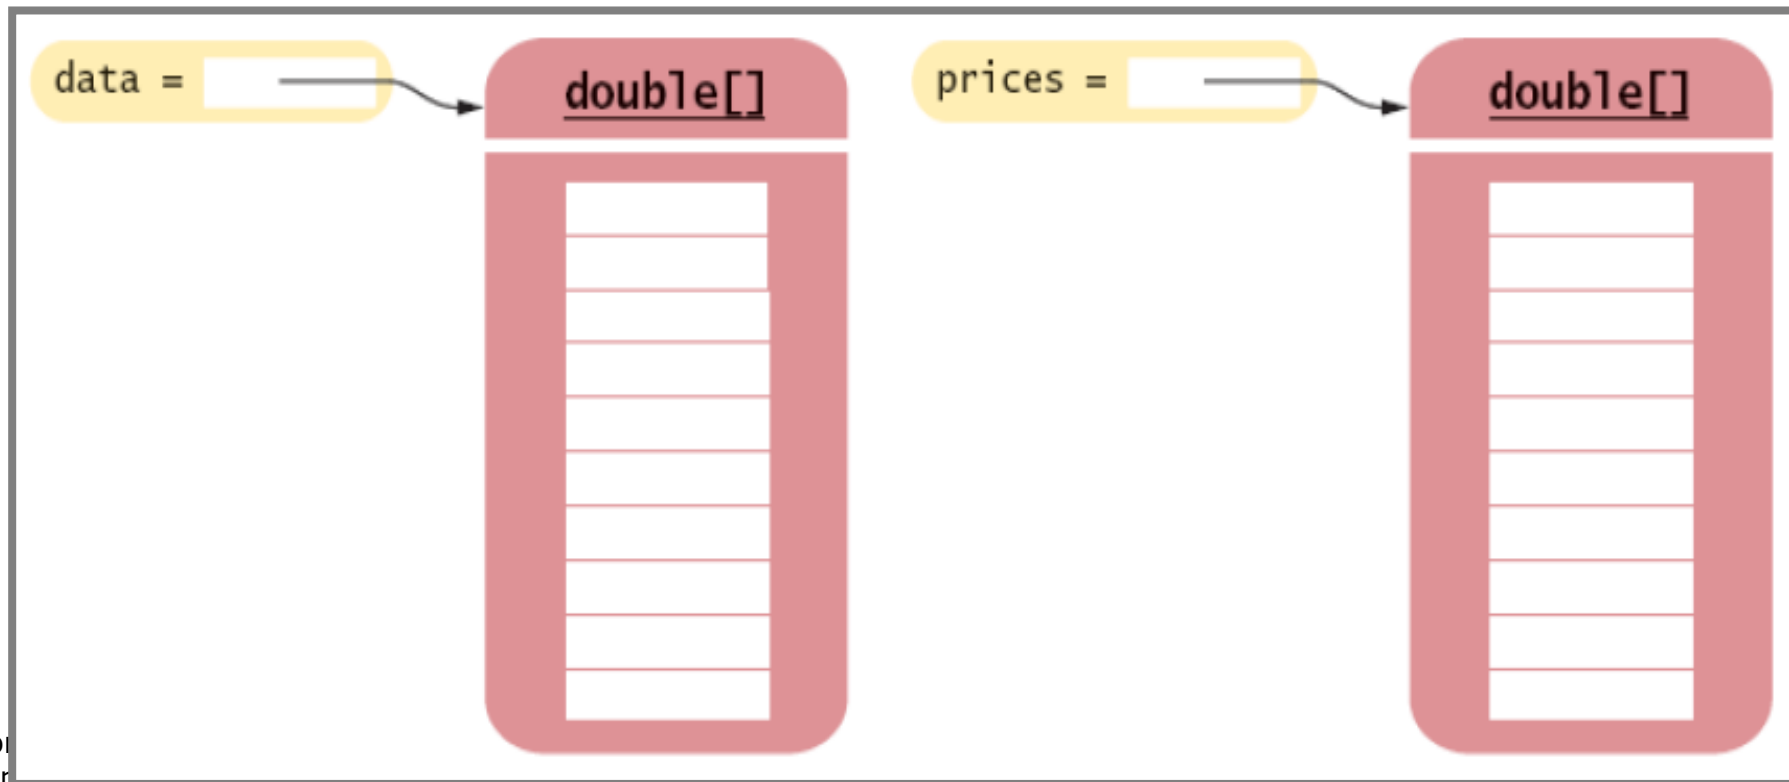 data =
double[]
prices =
double[]